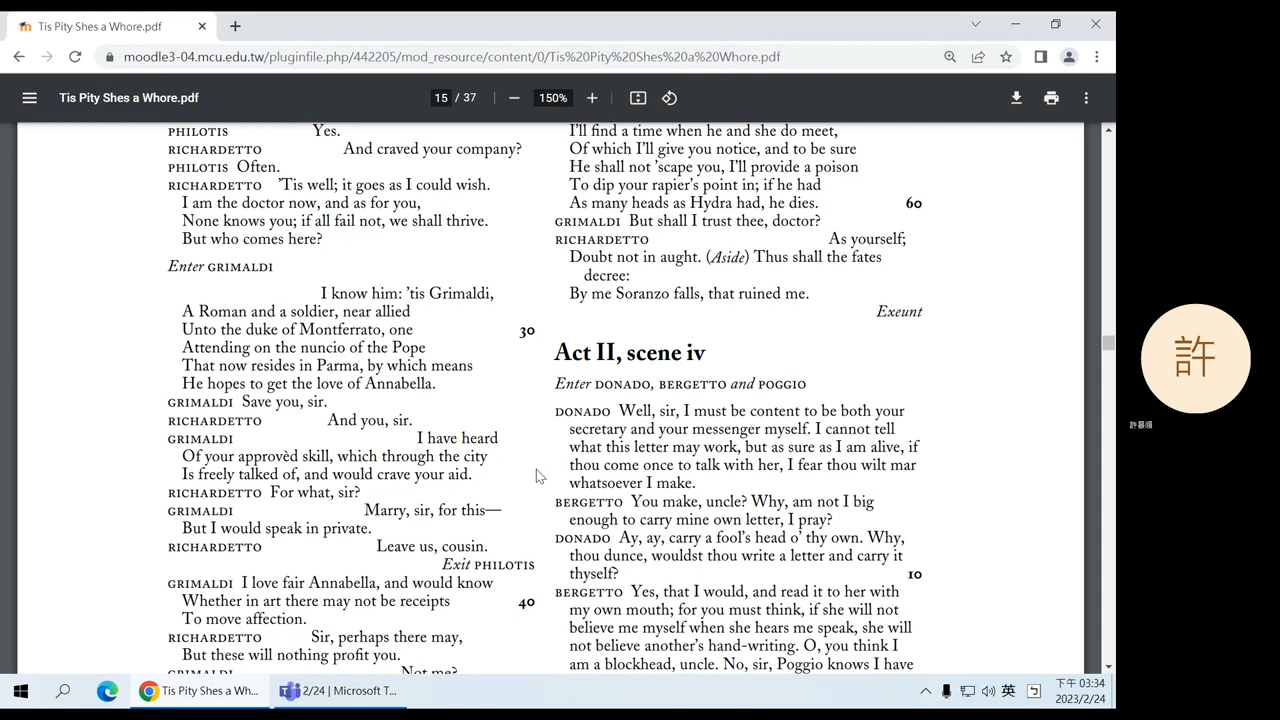 Tis Pity Shes a Whore.pdf
moodle3-04.mcu.edu.tw/pluginfile.php/442205/mod_resource/content/0/Tis%20Pity%20Shes%20a%20Whore.pdf
Tis Pity Shes a Whore.pdf
15 / 37
150%
PHILOTIS Yes.
RICHARDETTO And craved your company?
PHILOTIS Often.
RICHARDETTO 'Tis well; it goes as I could wish.
I am the doctor now, and as for you,
None knows you; if all fail not, we shall thrive.
But who comes here?
Enter GRIMALDI
I know him: 'tis Grimaldi,
A Roman and a soldier, near allied
Unto the duke of Montferrato, one 30
Attending on the nuncio of the Pope
That now resides in Parma, by which means
He hopes to get the love of Annabella.
GRIMALDI Save you, sir.
RICHARDETTO And you, sir.
GRIMALDI I have heard
Of your approvèd skill, which through the city
Is freely talked of, and would crave your aid.
RICHARDETTO For what, sir?
GRIMALDI Marry, sir, for this—
But I would speak in private.
RICHARDETTO Leave us, cousin.
Exit PHILOTIS
GRIMALDI I love fair Annabella, and would know
Whether in art there may not be receipts 40
To move affection.
RICHARDETTO Sir, perhaps there may,
But these will nothing profit you.
GRIMALDI Not me?
I'll find a time when he and she do meet,
Of which I'll give you notice, and to be sure
He shall not 'scape you, I'll provide a poison
To dip your rapier's point in; if he had
As many heads as Hydra had, he dies. 60
GRIMALDI But shall I trust thee, doctor?
RICHARDETTO As yourself;
Doubt not in aught. (Aside) Thus shall the fates
decree:
By me Soranzo falls, that ruined me.
Exeunt
Act II, scene iv
Enter DONADO, BERGETTO and POGGIO
DONADO Well, sir, I must be content to be both your
secretary and your messenger myself. I cannot tell
what this letter may work, but as sure as I am alive, if
thou come once to talk with her, I fear thou wilt mar
whatsoever I make.
BERGETTO You make, uncle? Why, am not I big
enough to carry mine own letter, I pray?
DONADO Ay, ay, carry a fool's head o' thy own. Why,
thou dunce, wouldst thou write a letter and carry it
thyself? 10
BERGETTO Yes, that I would, and read it to her with
my own mouth; for you must think, if she will not
believe me myself when she hears me speak, she will
not believe another's hand-writing. O, you think I
am a blockhead, uncle. No, sir, Poggio knows I have
許
許景順
Tis Pity Shes a Wh...
2/24 | Microsoft T...
英
下午 03:34
2023/2/24